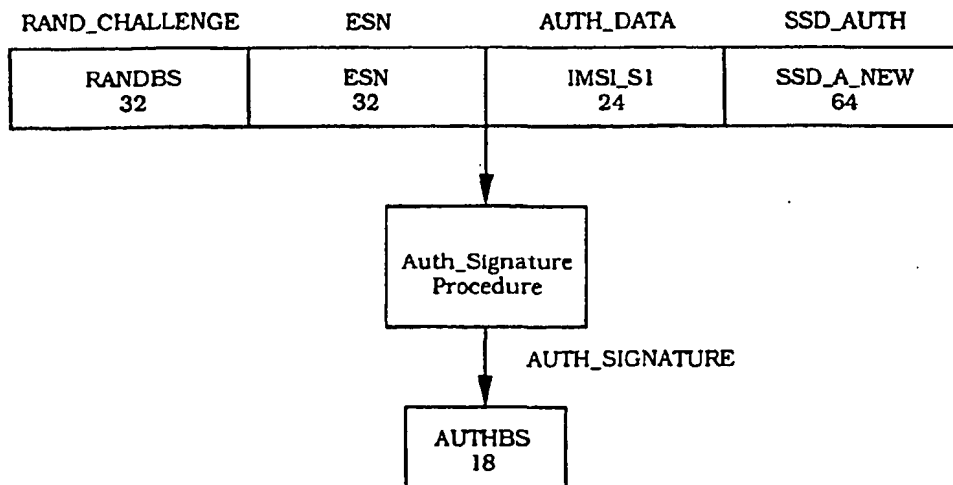 RAND_CHALLENGE ESN AUTH_DATA SSD_AUTH
RANDBS ESN IMSI_S1 SSD_A_NEW
32 32 24 64
Auth_Signature
Procedure
AUTH_SIGNATURE
AUTHBS
18